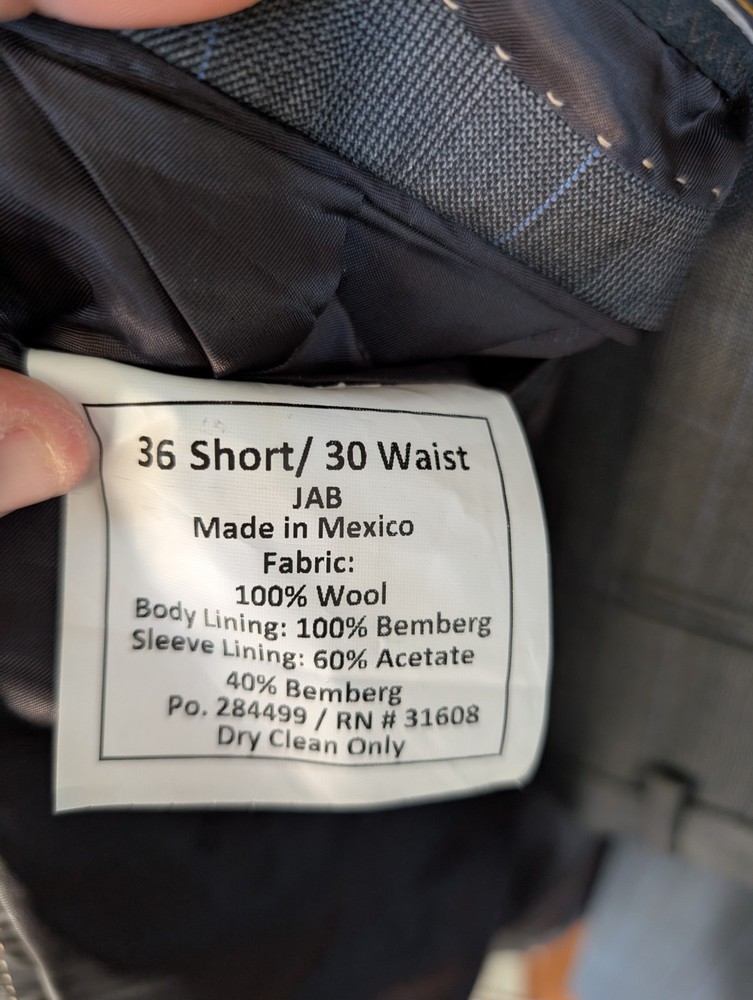 36 Short/ 30 Waist
JAB
Made in Mexico
Fabric:
100% Wool
Body Lining: 100% Bemberg
Sleeve Lining: 60% Acetate
40% Bemberg
Po. 284499 / RN # 31608
Dry Clean Only